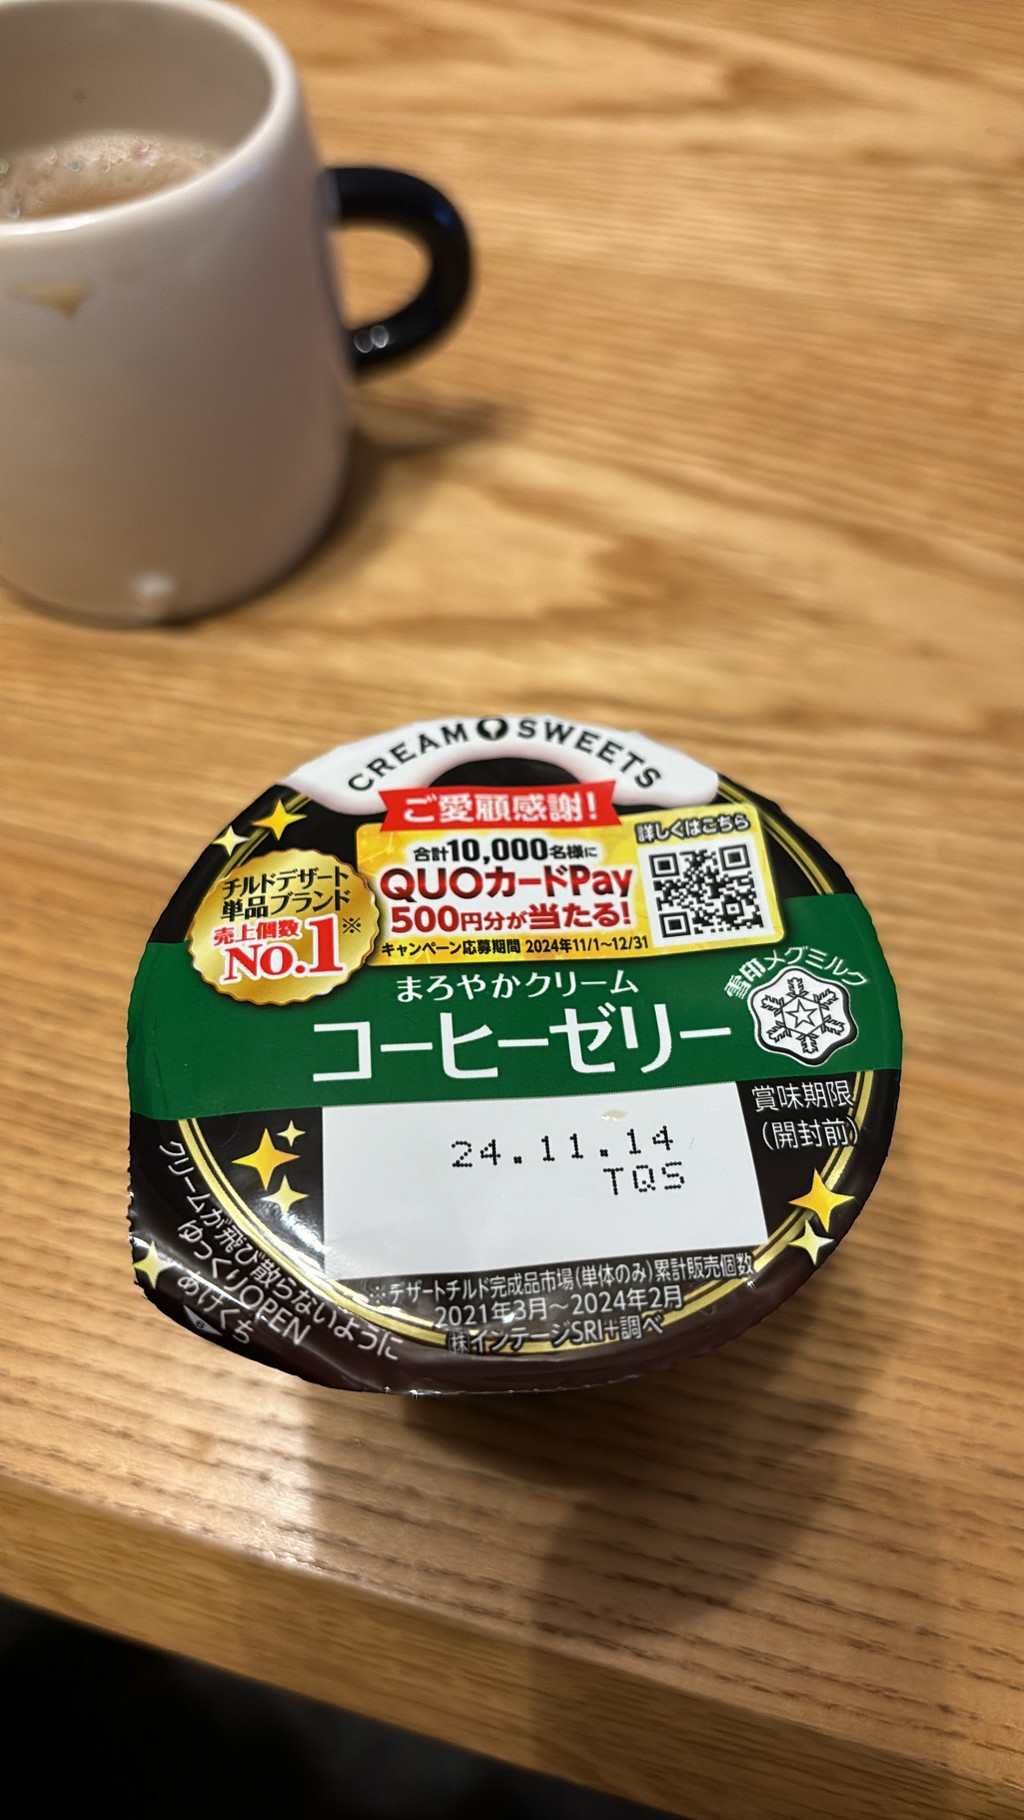 CREAM SWEETS
ご愛顧感謝!
合計10,000名様に
QUOカードPay
500円分が当たる!
キャンペーン応募期間 2024年11/1~12/31
詳しくはこちら
チルドデザート
単品ブランド
売上個数※
No.1
まろやかクリーム
コーヒーゼリー
雪印メグミルク
賞味期限
(開封前)
24.11.14
TQS
※デザートチルド完成品市場(単体のみ)累計販売個数
2021年3月~2024年2月
㈱インテージSRI+調べ
クリームが飛び散らないように
ゆっくりOPEN
あけくち